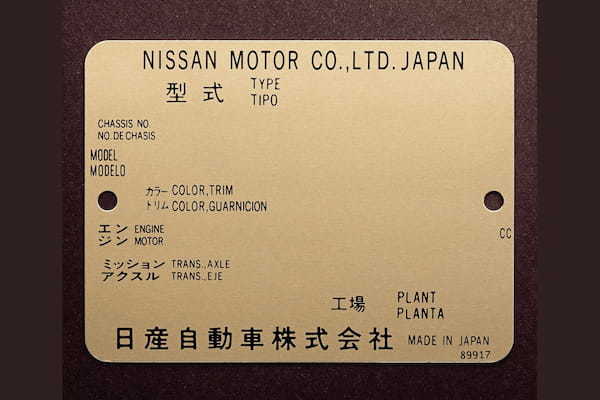 NISSAN MOTOR CO.,LTD. JAPAN
型式 TYPE
TIPO
CHASSIS NO.
NO. DE CHASIS
MODEL
MODELO
カラー COLOR,TRIM
トリム COLOR,GUARNICION
エン ENGINE
ジン MOTOR
CC
ミッション TRANS.,AXLE
アクスル TRANS.,EJE
工場 PLANT
PLANTA
日産自動車株式会社 MADE IN JAPAN
89917